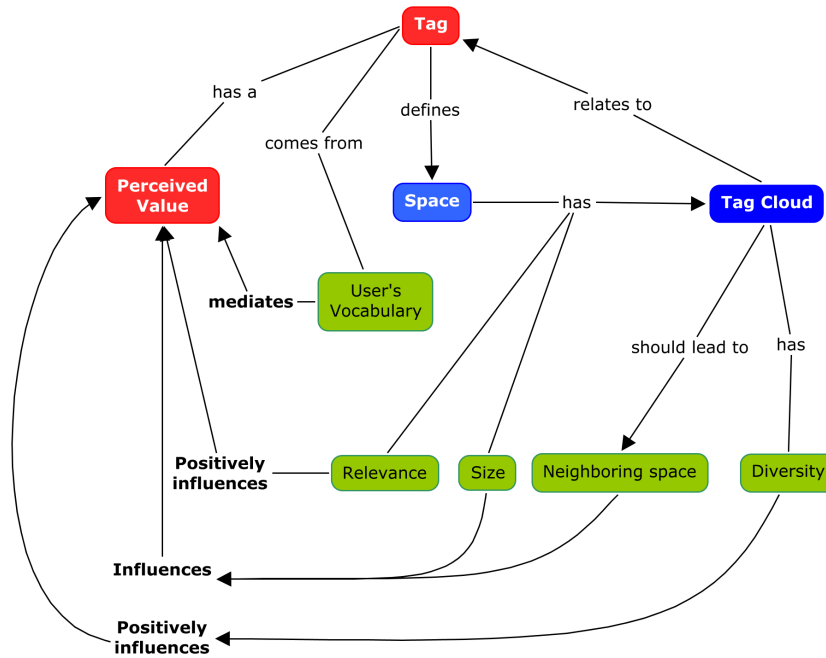 Tag
has a
relates to
defines
comes from
Perceived
Value
Space
has
Tag Cloud
User's
Vocabulary
mediates
should lead to
has
Positively
influences
Relevance
Size
Neighboring space
Diversity
Influences
Positively
influences